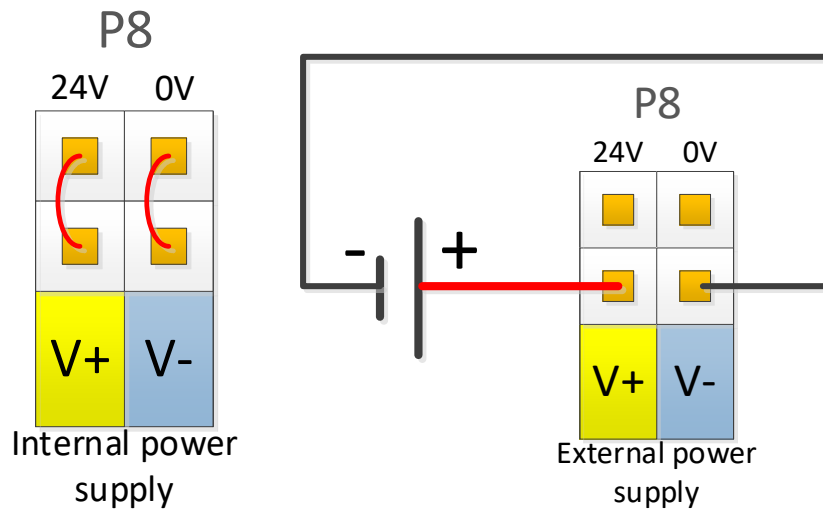 P8
24V 0V
V+ V-
Internal power
supply
P8
24V 0V
- +
V+ V-
External power
supply